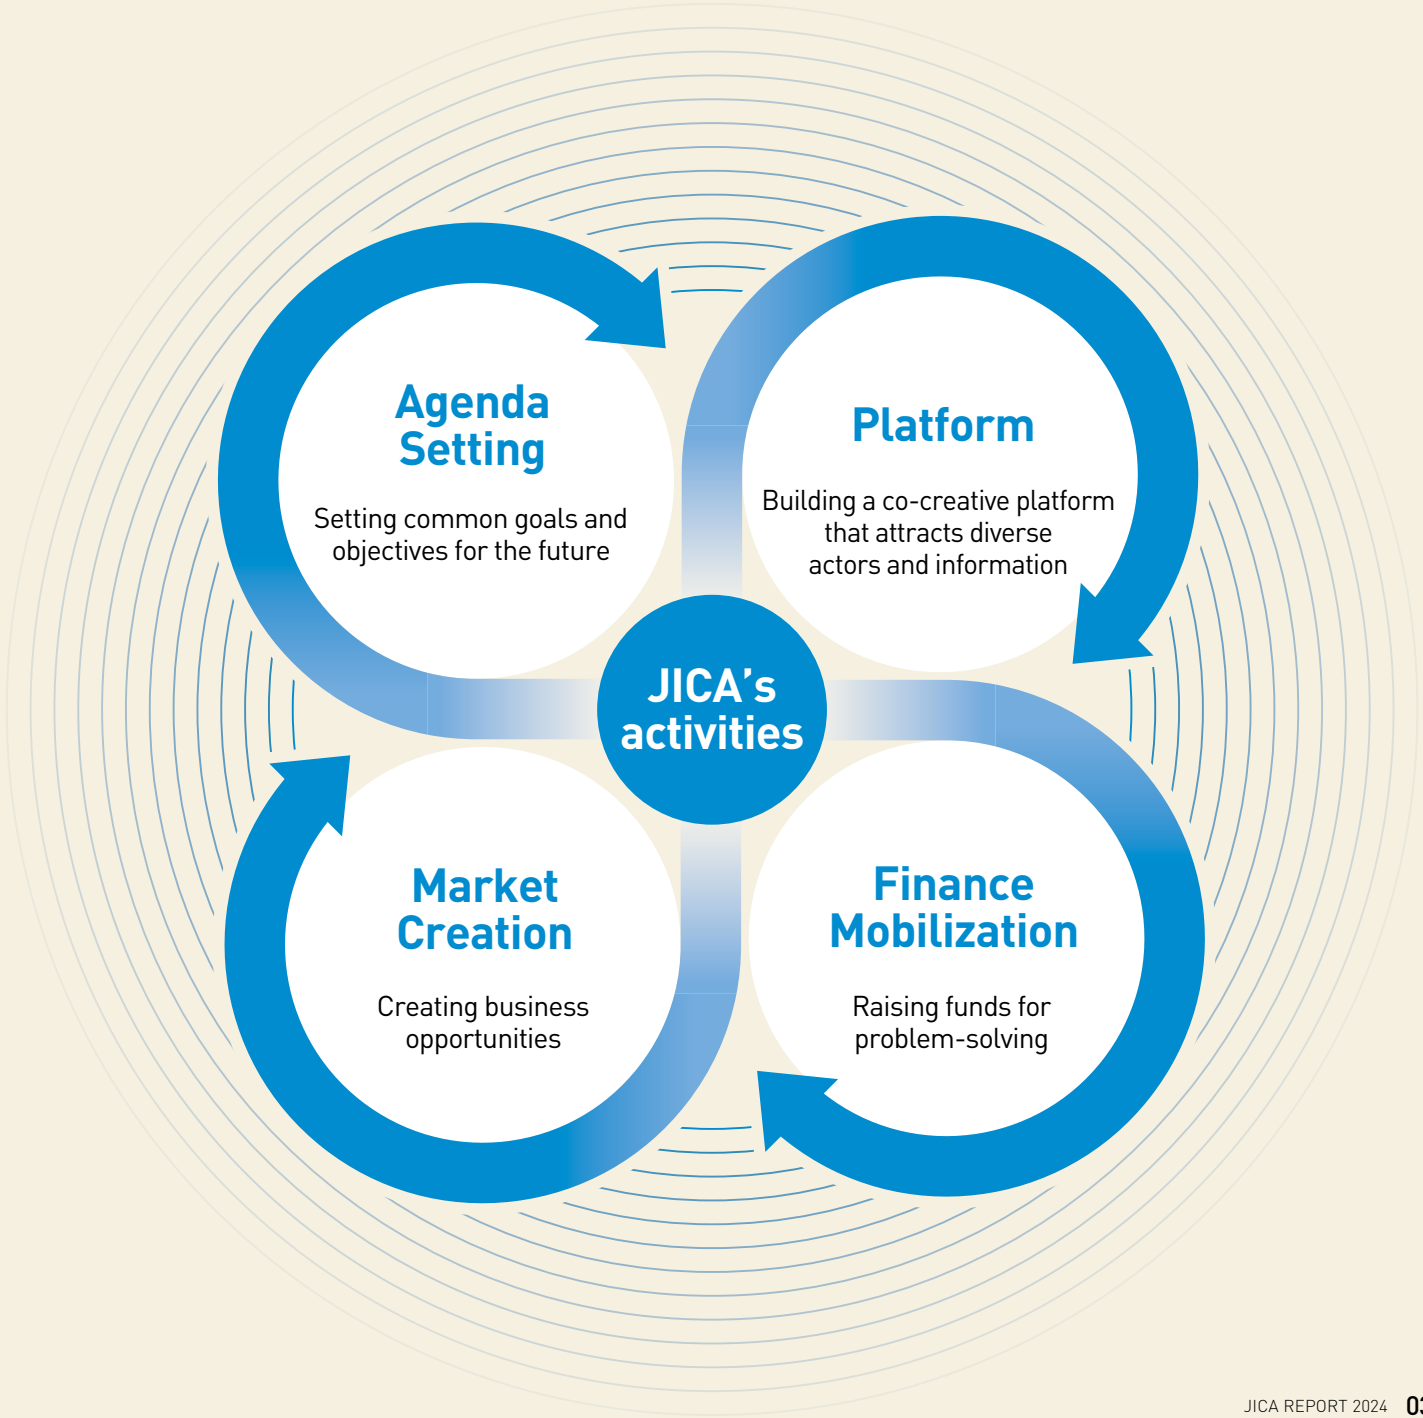 Agenda
Setting
Setting common goals and
objectives for the future
Platform
Building a co-creative platform
that attracts diverse
actors and information
JICA's
activities
Market
Creation
Creating business
opportunities
Finance
Mobilization
Raising funds for
problem-solving
JICA REPORT 2024 03